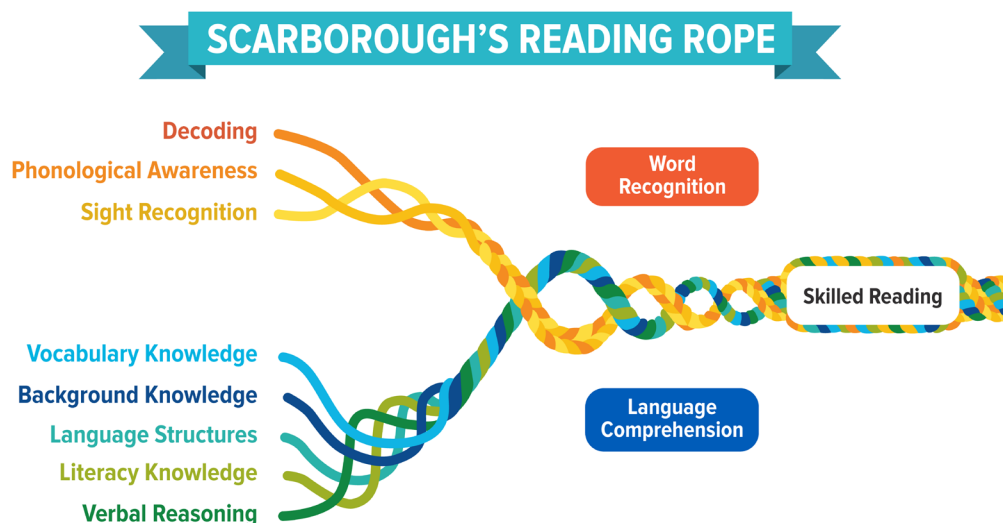 SCARBOROUGH’S READING ROPE
Decoding
Phonological Awareness
Sight Recognition
Word
Recognition
Skilled Reading
Vocabulary Knowledge
Background Knowledge
Language Structures
Literacy Knowledge
Verbal Reasoning
Language
Comprehension